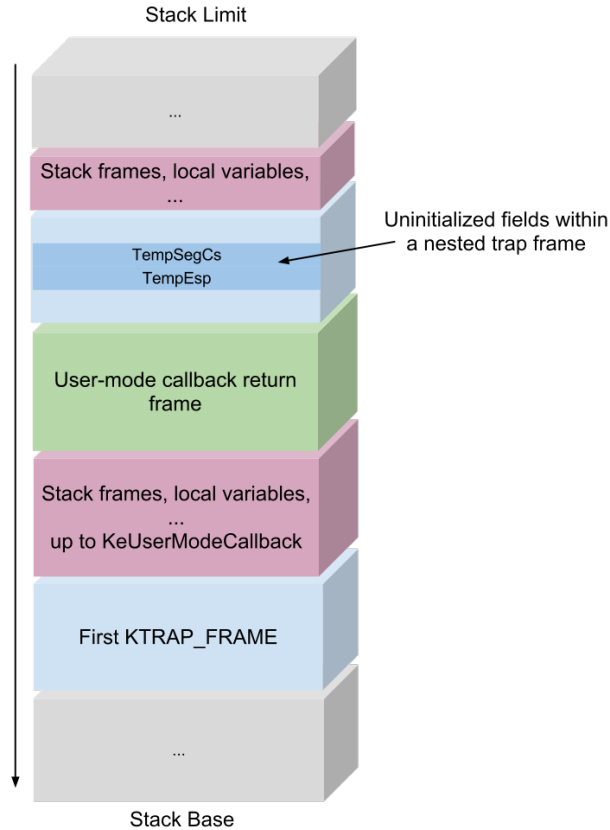 Stack Limit
...
Stack frames, local variables,
...
Uninitialized fields within
a nested trap frame
TempSegCs
TempEsp
User-mode callback return
frame
Stack frames, local variables,
...
up to KeUserModeCallback
First KTRAP_FRAME
...
Stack Base